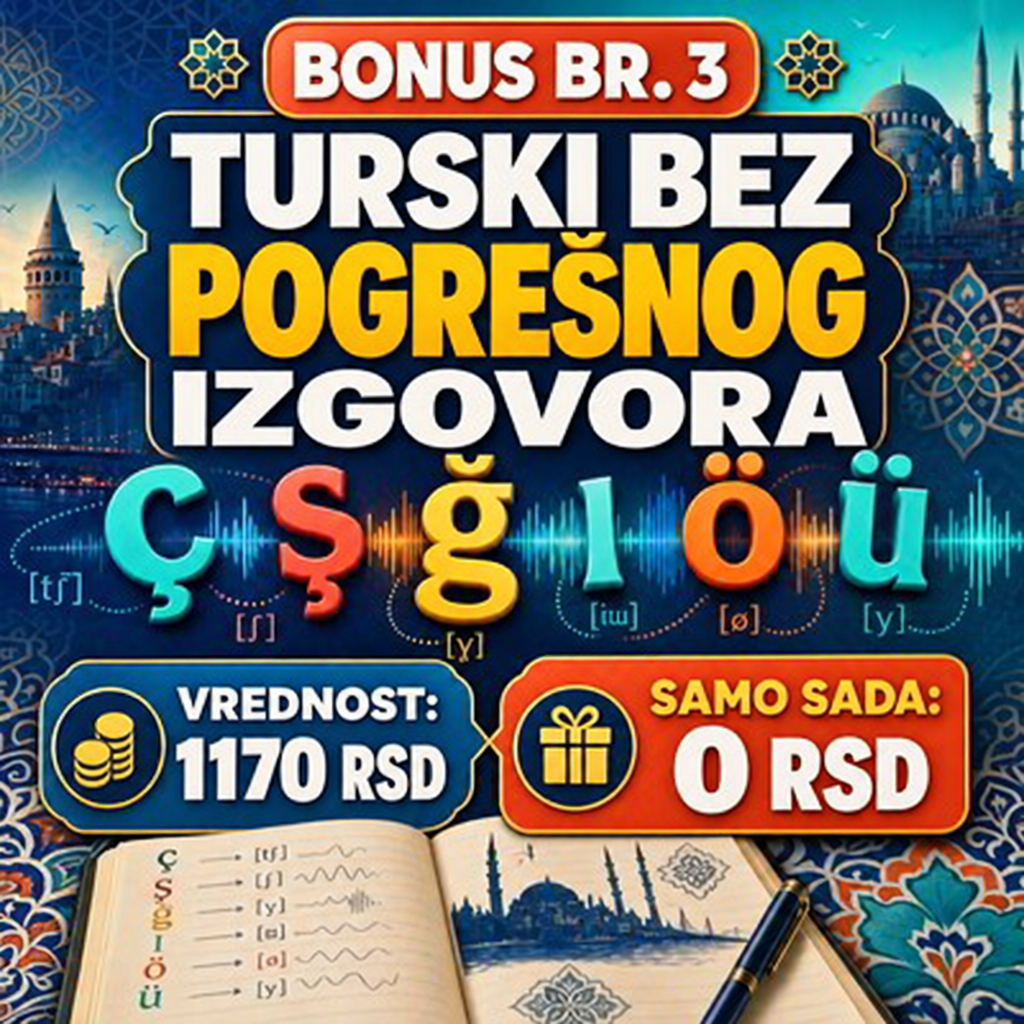 BONUS BR. 3
TURSKI BEZ
POGREŠNOG
IZGOVORA
Ç Ş ğ ı ö ü
[ʃ]
[ø]
[y]
VREDNOST:
1170 RSD
SAMO SADA:
0 RSD
ç [tʃ]
ş [ʃ]
ğ [y]
ı
ö [ø]
ü [y]